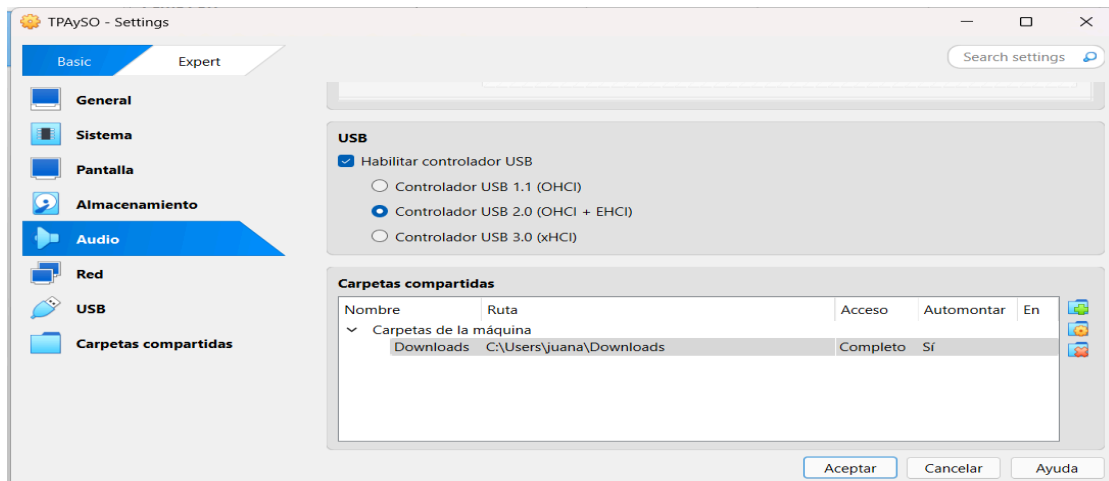 TPAySO - Settings
Basic Expert
Search settings
General
Sistema
Pantalla
Almacenamiento
Audio
Red
USB
Carpetas compartidas
USB
Habilitar controlador USB
Controlador USB 1.1 (OHCI)
Controlador USB 2.0 (OHCI + EHCI)
Controlador USB 3.0 (xHCI)
Carpetas compartidas
Nombre Ruta Acceso Automontar En
Carpetas de la máquina
Downloads C:\Users\juana\Downloads Completo Sí
Aceptar Cancelar Ayuda